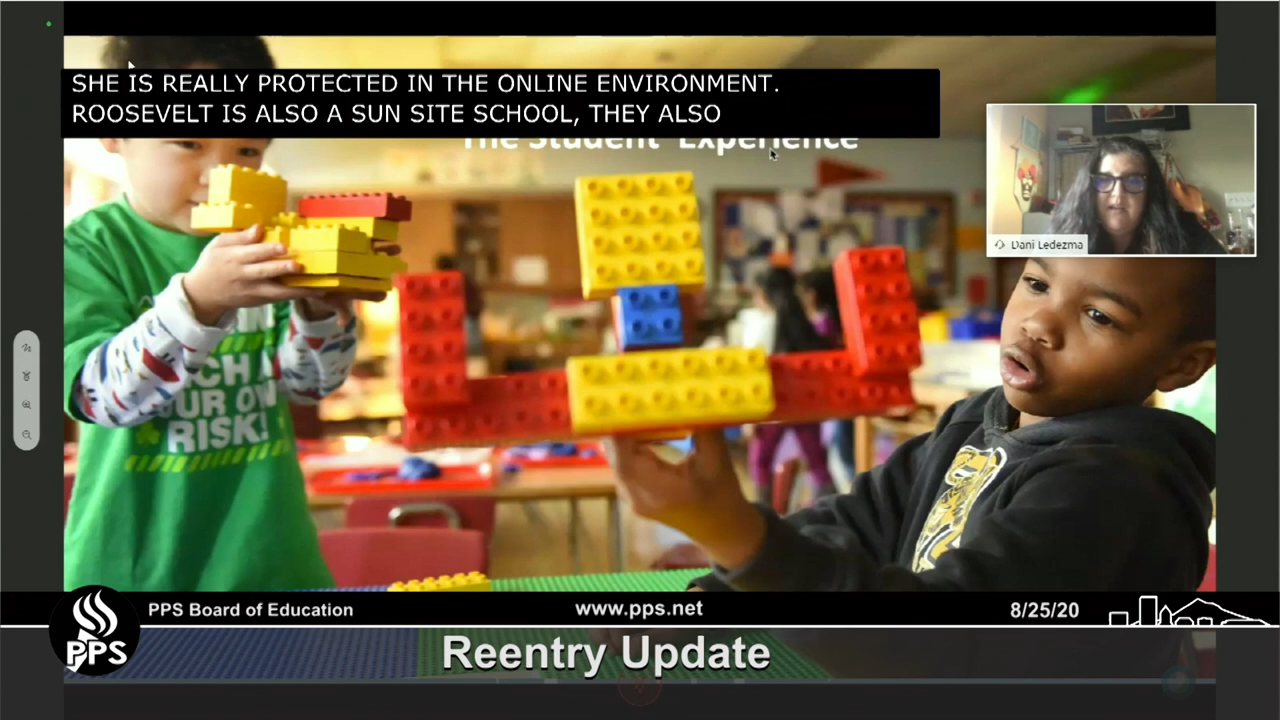 SHE IS REALLY PROTECTED IN THE ONLINE ENVIRONMENT.
ROOSEVELT IS ALSO A SUN SITE SCHOOL, THEY ALSO
The Student Experience
Dani Ledezma
RISK!
PPS Board of Education
www.pps.net
8/25/20
PPS
Reentry Update